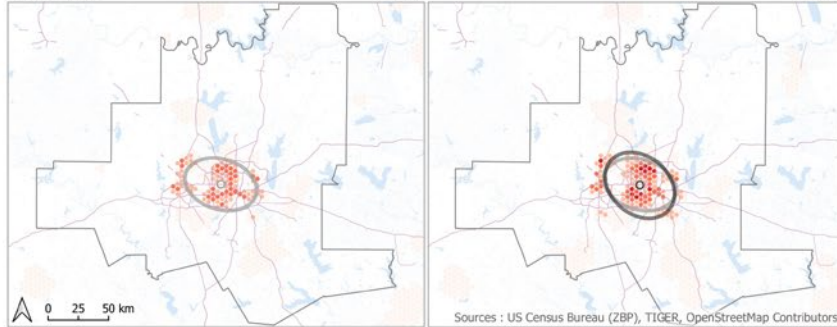 0 25 50 km
Sources : US Census Bureau (ZBP), TIGER, OpenStreetMap Contributors